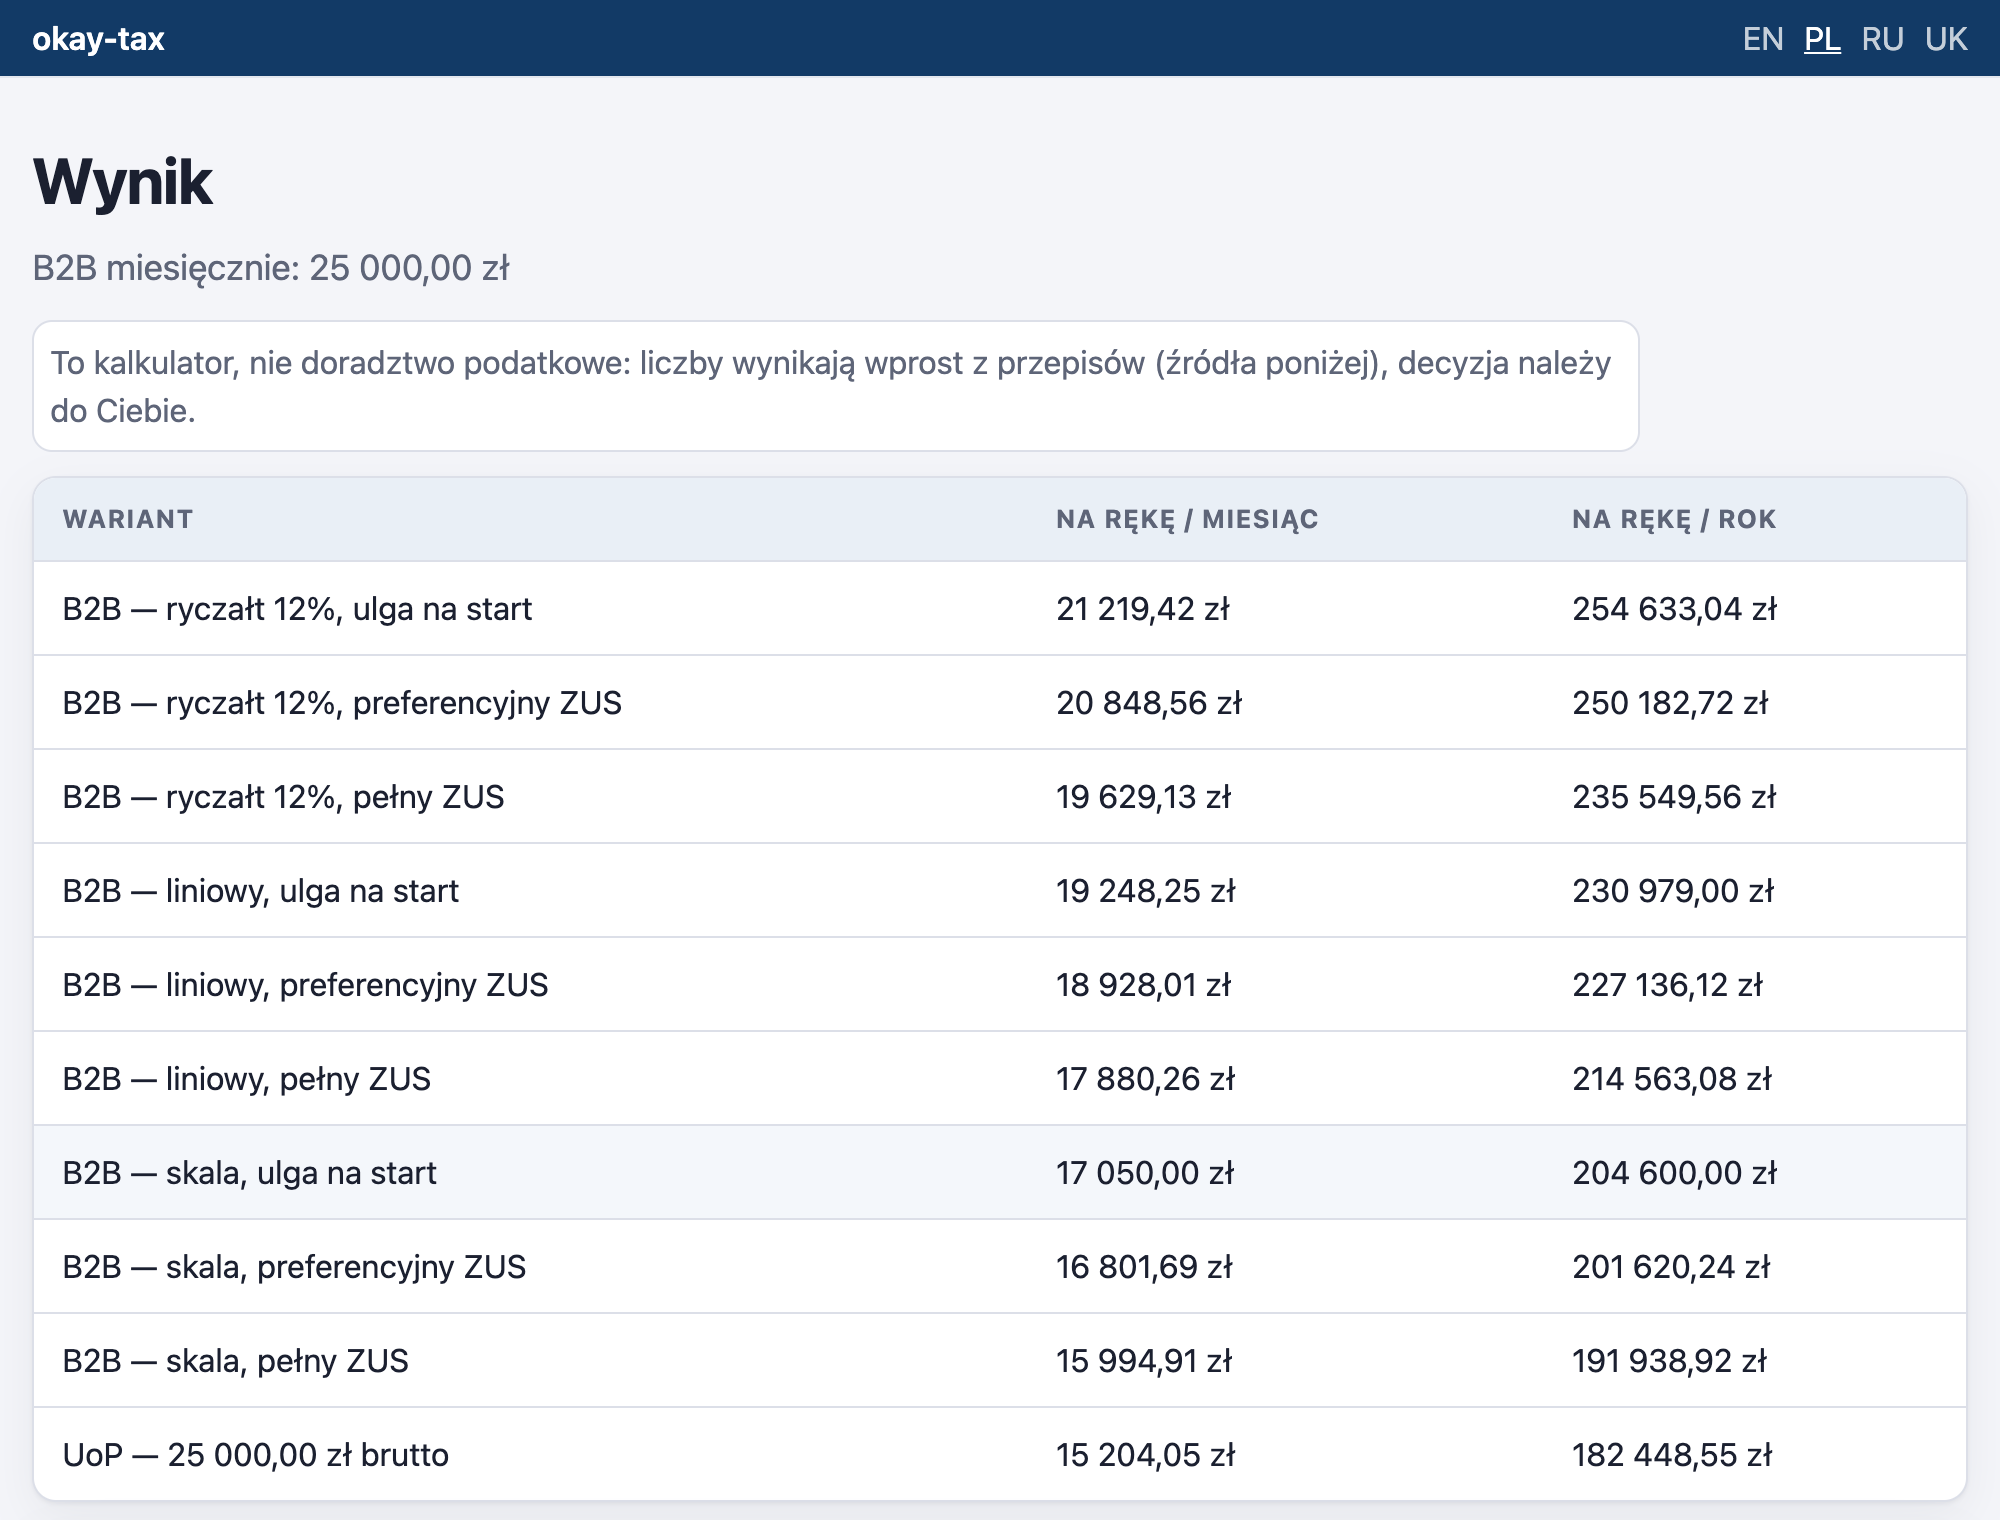 okay-tax
EN PL RU UK
Wynik
B2B miesięcznie: 25 000,00 zł
To kalkulator, nie doradztwo podatkowe: liczby wynikają wprost z przepisów (źródła poniżej), decyzja należy
do Ciebie.
WARIANT NA RĘKĘ / MIESIĄC NA RĘKĘ / ROK
B2B — ryczałt 12%, ulga na start 21 219,42 zł 254 633,04 zł
B2B — ryczałt 12%, preferencyjny ZUS 20 848,56 zł 250 182,72 zł
B2B — ryczałt 12%, pełny ZUS 19 629,13 zł 235 549,56 zł
B2B — liniowy, ulga na start 19 248,25 zł 230 979,00 zł
B2B — liniowy, preferencyjny ZUS 18 928,01 zł 227 136,12 zł
B2B — liniowy, pełny ZUS 17 880,26 zł 214 563,08 zł
B2B — skala, ulga na start 17 050,00 zł 204 600,00 zł
B2B — skala, preferencyjny ZUS 16 801,69 zł 201 620,24 zł
B2B — skala, pełny ZUS 15 994,91 zł 191 938,92 zł
UoP — 25 000,00 zł brutto 15 204,05 zł 182 448,55 zł